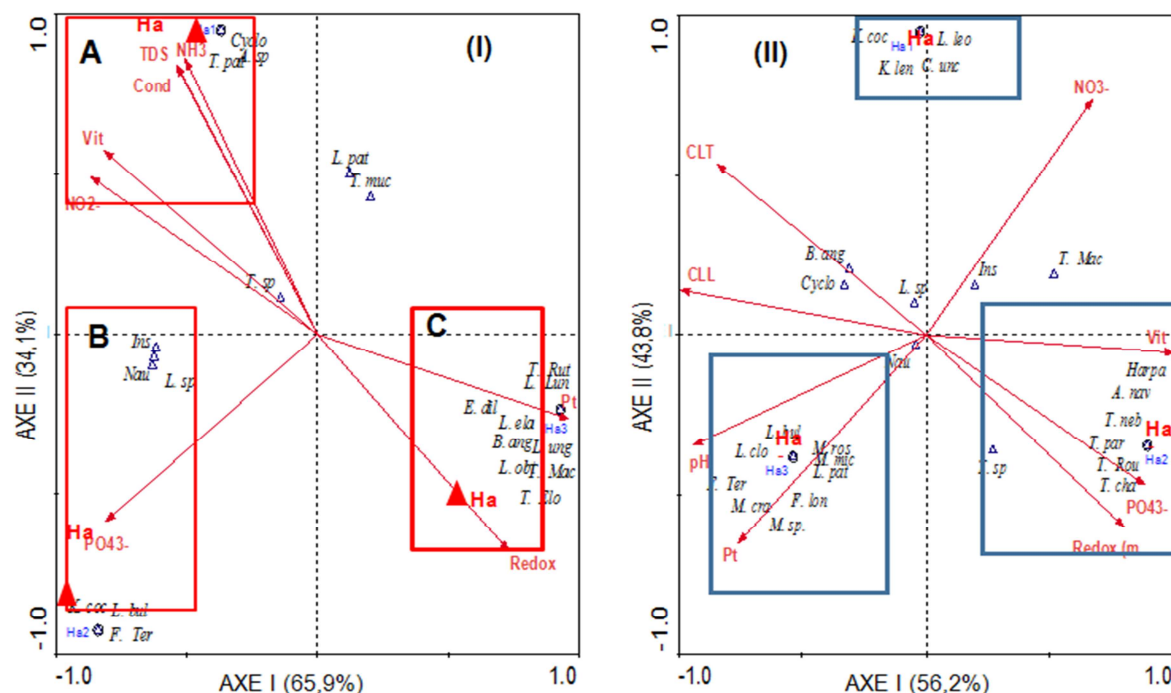 1.0
Ha
Ha1
Cyclo
A. sp
A
TDS
NH3
T. pat
Cond
(I)
Vit
NO2-
L. pat
T. muc
T. sp
B
Ins
Nau
L. sp
C
T. Rut
L. Lun
Pt
E. dil
L. ela
Ha3
B. ang
L. ung
L. obt
T. Mac
Ha
T. Elo
Ha
PO43-
Redox
K. coc
L. bul
Ha2
F. Ter
AXE II (34,1%)
-1.0
-1.0
AXE I (65,9%)
1.0
1.0
K. coc
Ha
L. leo
Ha1
K. len
C. unc
(II)
NO3-
CLT
CLL
B. ang
Cyclo
L. sp
Ins
T. Mac
Nau
Vit
Harpa
A. nav
T. neb
Ha
T. par
Ha2
T. Rou
T. cha
T. sp
PO43-
Redox (m
L. bul
Ha
L. clo
M. ros
Ha3
M. mic
pH
L. pat
F. Ter
M. cra
F. lon
M. sp.
Pt
AXE II (43,8%)
-1.0
-1.0
AXE I (56,2%)
1.0